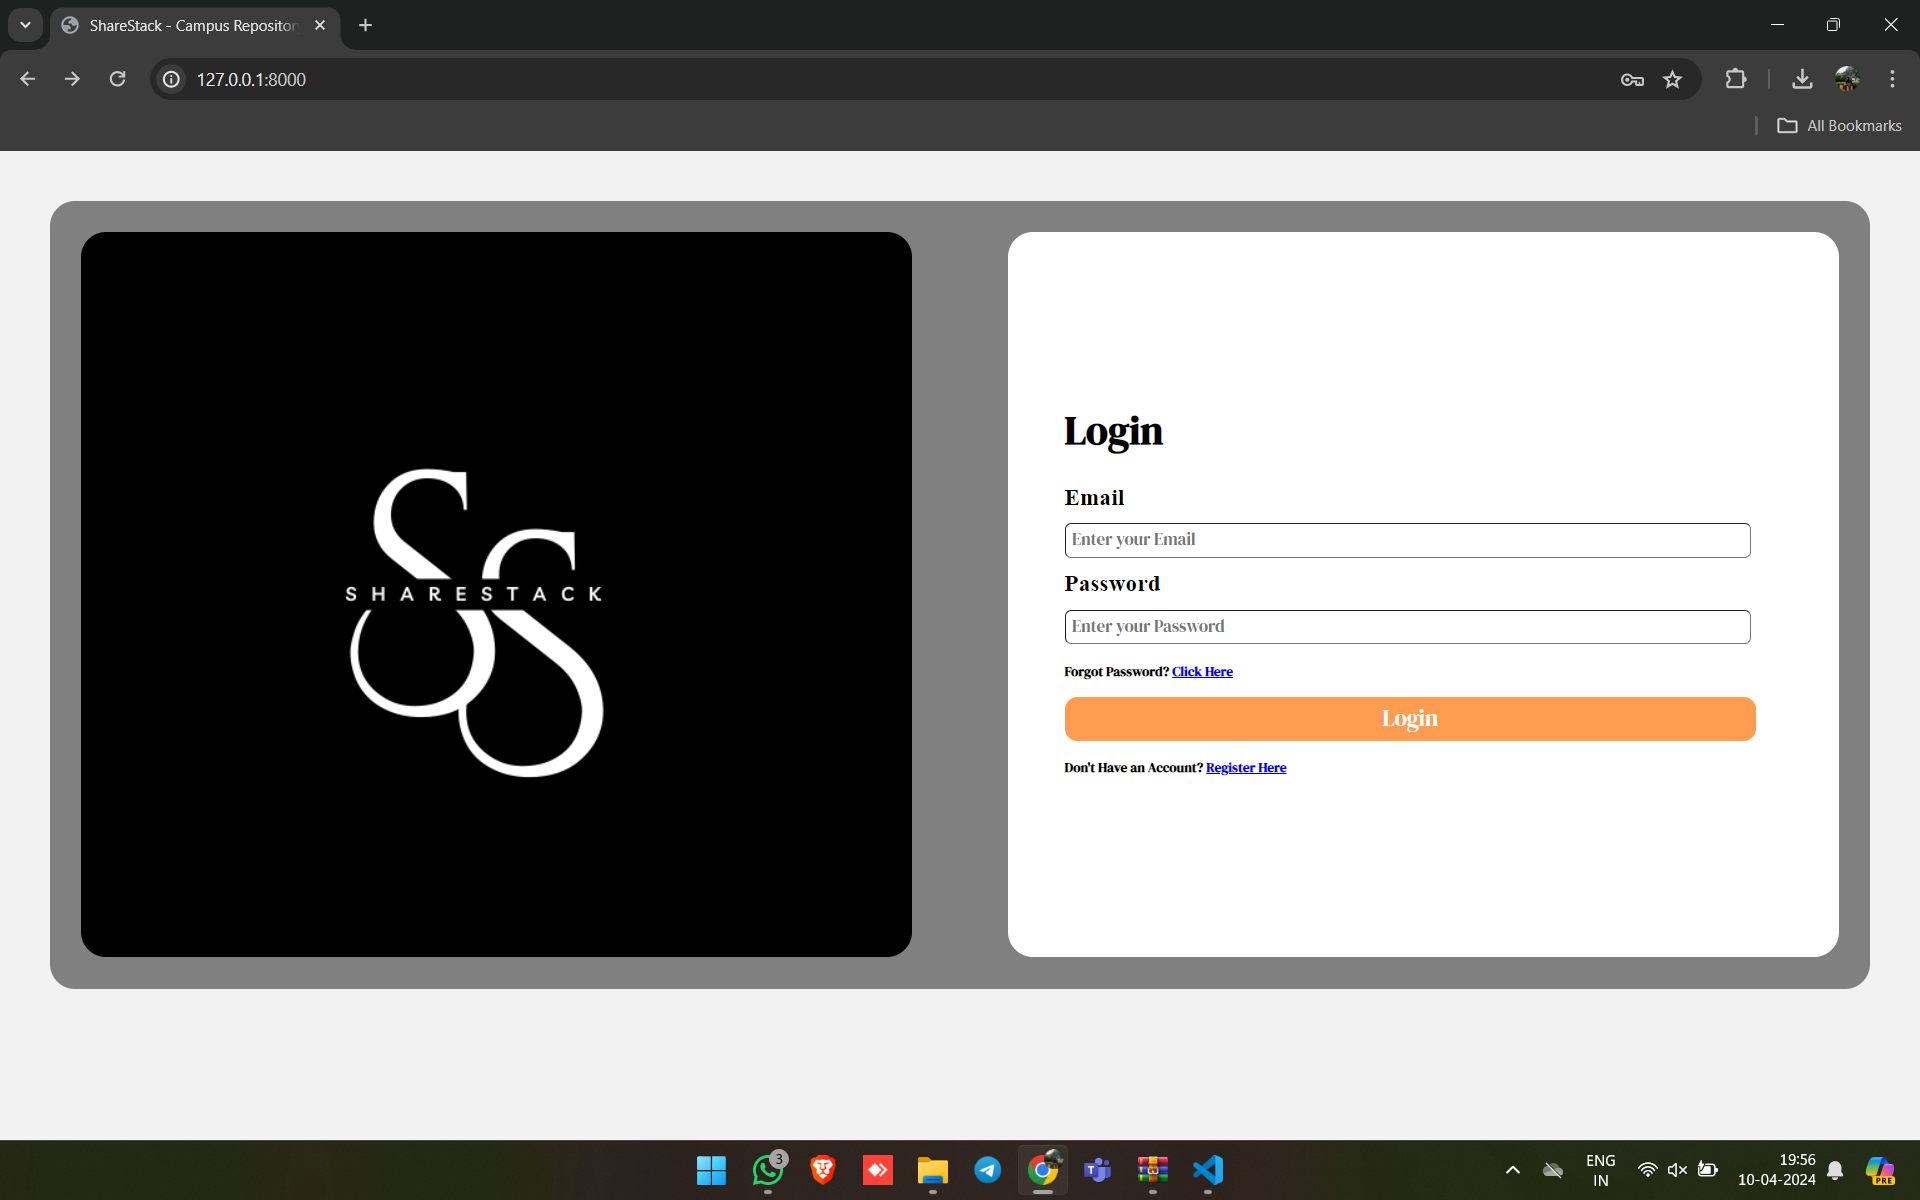 ShareStack - Campus Repositor
127.0.0.1:8000
All Bookmarks
SHARESTACK
Login
Email
Enter your Email
Password
Enter your Password
Forgot Password? Click Here
Login
Don't Have an Account? Register Here
3
T
PRE
ENG
IN
19:56
10-04-2024